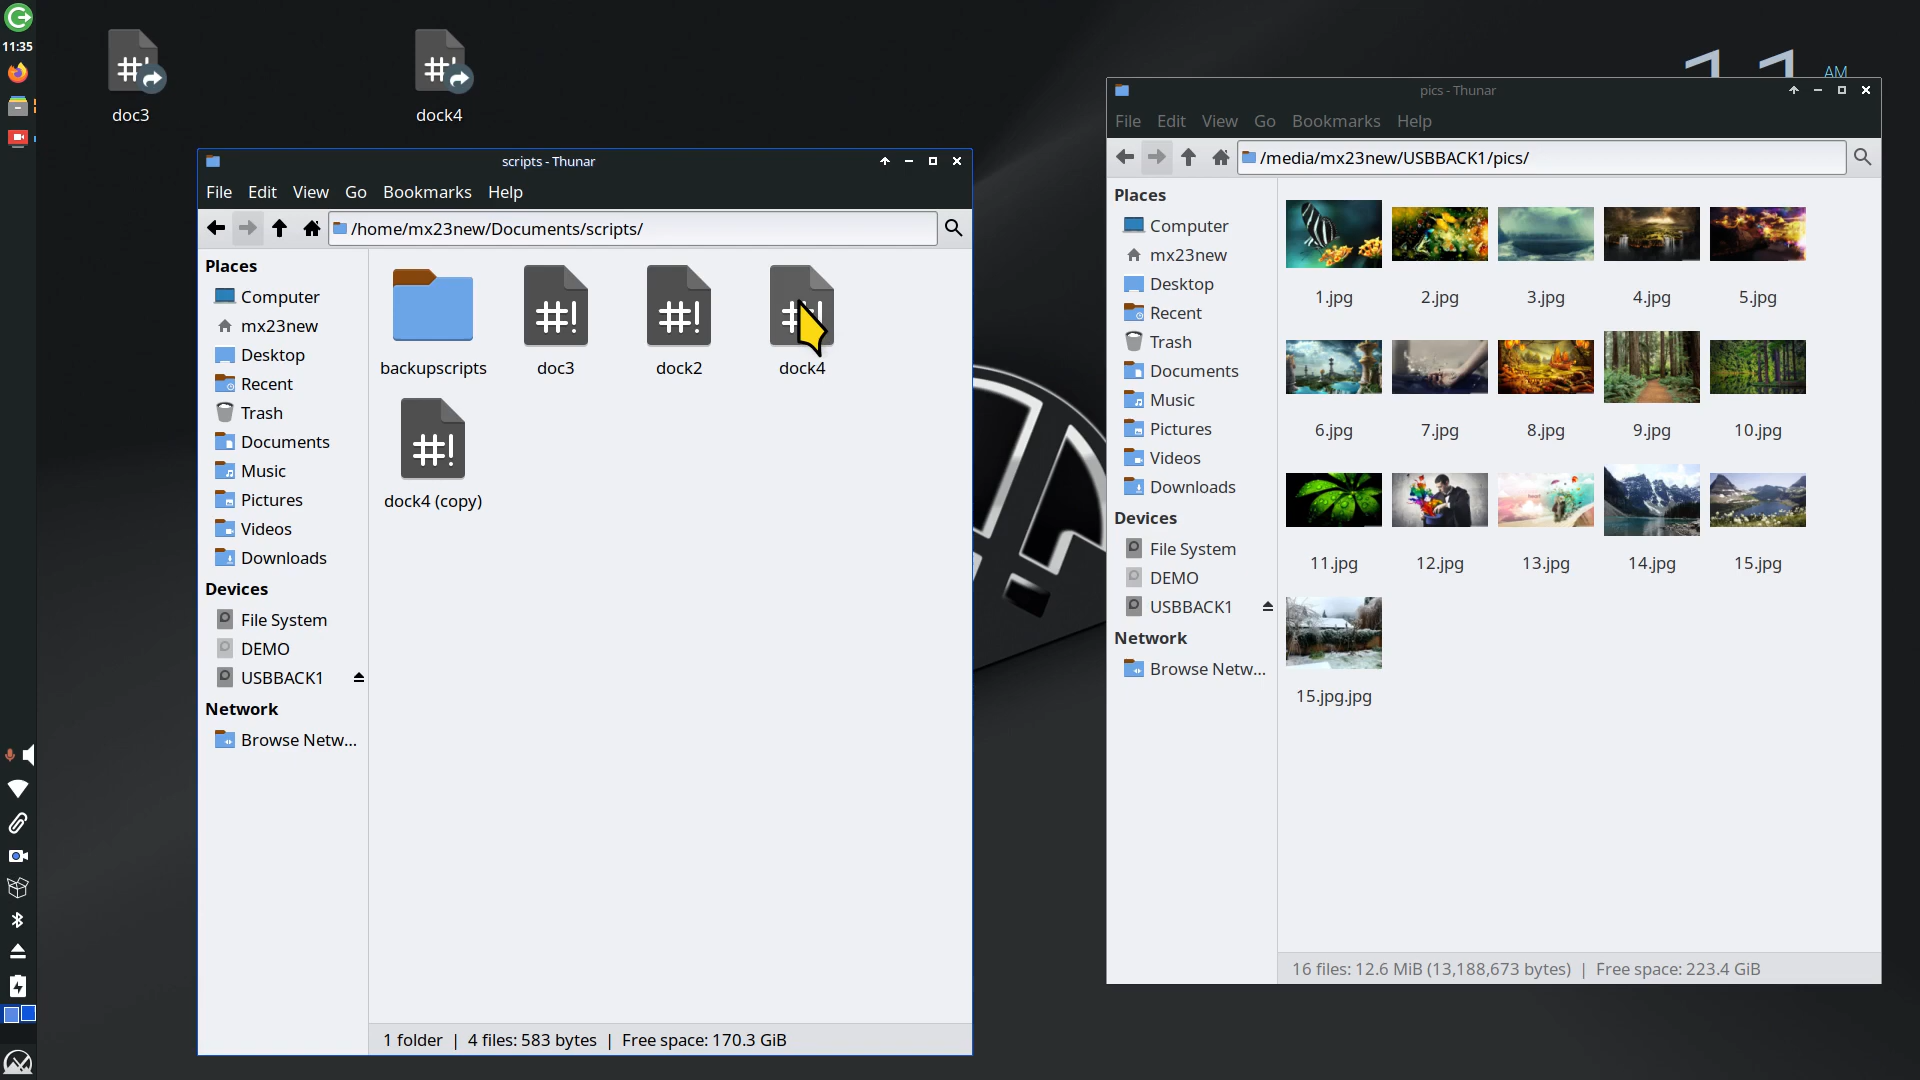 11:35
doc3
dock4
AM
scripts - Thunar
File Edit View Go Bookmarks Help
/home/mx23new/Documents/scripts/
Places
Computer
mx23new
Desktop
Recent
Trash
Documents
Music
Pictures
Videos
Downloads
Devices
File System
DEMO
USBBACK1
Network
Browse Netw...
backupscripts
doc3
dock2
dock4
dock4 (copy)
1 folder | 4 files: 583 bytes | Free space: 170.3 GiB
pics - Thunar
File Edit View Go Bookmarks Help
/media/mx23new/USBBACK1/pics/
Places
Computer
mx23new
Desktop
Recent
Trash
Documents
Music
Pictures
Videos
Downloads
Devices
File System
DEMO
USBBACK1
Network
Browse Netw...
1.jpg 2.jpg 3.jpg 4.jpg 5.jpg
6.jpg 7.jpg 8.jpg 9.jpg 10.jpg
11.jpg 12.jpg 13.jpg 14.jpg 15.jpg
15.jpg.jpg
16 files: 12.6 MiB (13,188,673 bytes) | Free space: 223.4 GiB